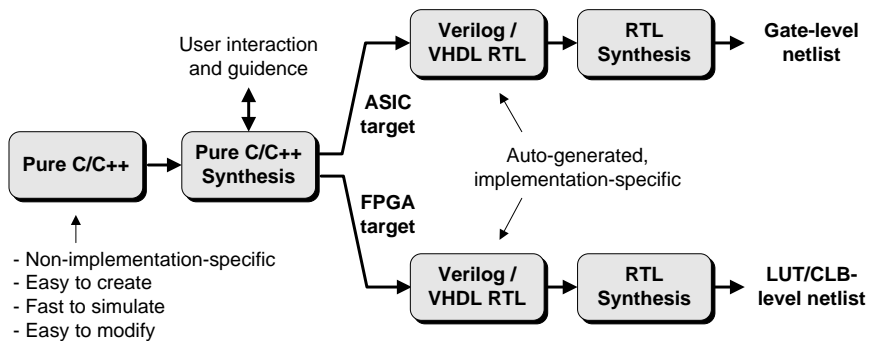 User interaction
and guidence
Verilog /
VHDL RTL
RTL
Synthesis
Gate-level
netlist
ASIC
target
Pure C/C++
Pure C/C++
Synthesis
Auto-generated,
implementation-specific
FPGA
target
- Non-implementation-specific
- Easy to create
- Fast to simulate
- Easy to modify
Verilog /
VHDL RTL
RTL
Synthesis
LUT/CLB-
level netlist